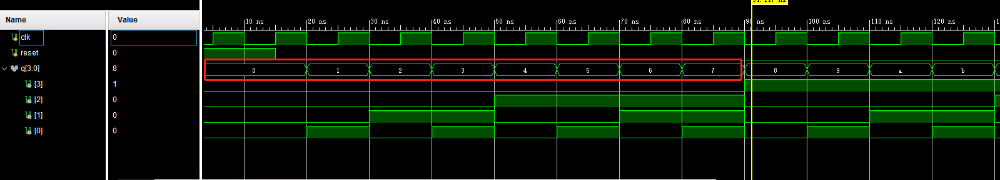 Name Value
10 ns 20 ns 30 ns 40 ns 50 ns 60 ns 70 ns 80 ns 90 ns 100 ns 110 ns 120 ns
clk 0
reset 0
q[3:0] 8 0 1 2 3 4 5 6 7 8 9 a b
[3] 1
[2] 0
[1] 0
[0] 0